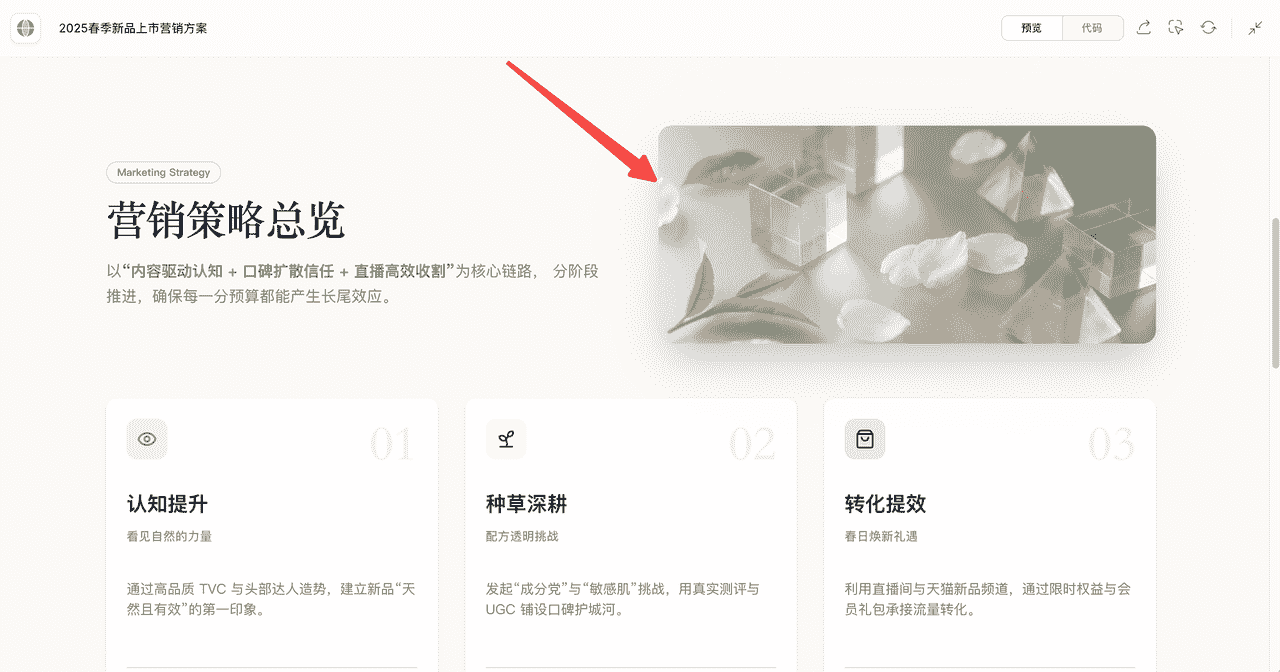 2025春季新品上市营销方案
预览
代码
Marketing Strategy
营销策略总览
以“内容驱动认知 + 口碑扩散信任 + 直播高效收割”为核心链路， 分阶段
推进，确保每一分预算都能产生长尾效应。
01
认知提升
看见自然的力量
通过高品质 TVC 与头部达人造势，建立新品“天
然且有效”的第一印象。
02
种草深耕
配方透明挑战
发起“成分党”与“敏感肌”挑战，用真实测评与
UGC 铺设口碑护城河。
03
转化提效
春日焕新礼遇
利用直播间与天猫新品频道，通过限时权益与会
员礼包承接流量转化。